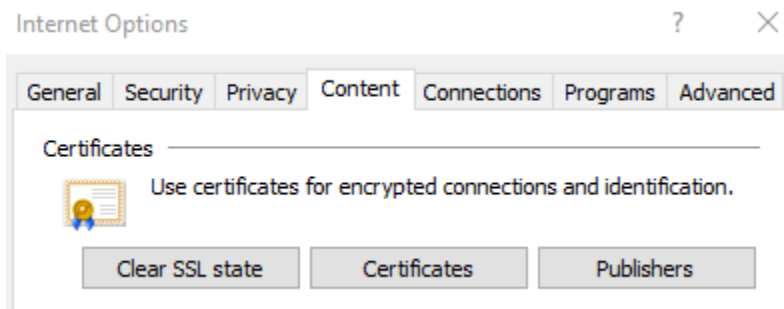 Internet Options ? ×
General Security Privacy Content Connections Programs Advanced
Certificates
Use certificates for encrypted connections and identification.
Clear SSL state Certificates Publishers